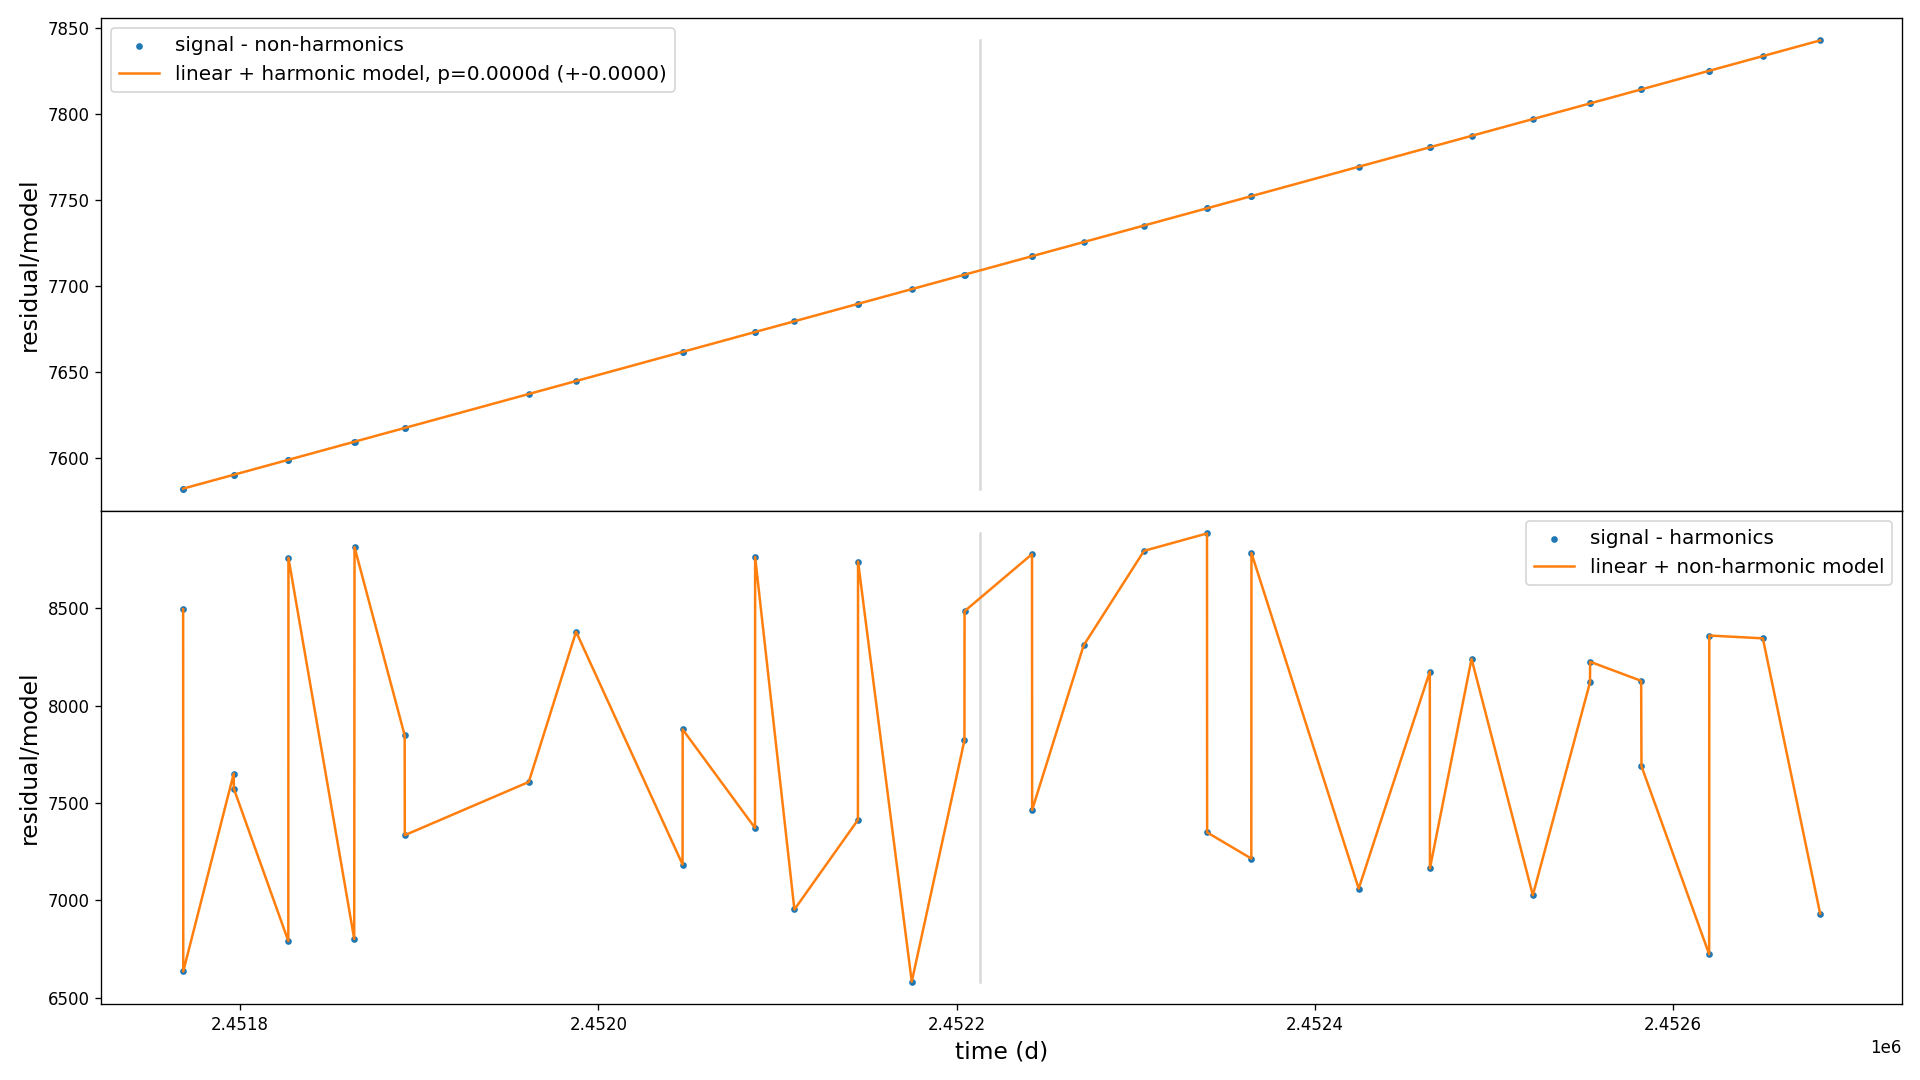 7850
7800
7750
7700
7650
7600
residual/model
signal - non-harmonics
linear + harmonic model, p=0.0000d (+-0.0000)
8500
8000
7500
7000
6500
residual/model
signal - harmonics
linear + non-harmonic model
2.4518 2.4520 2.4522 2.4524 2.4526
time (d)
1e6